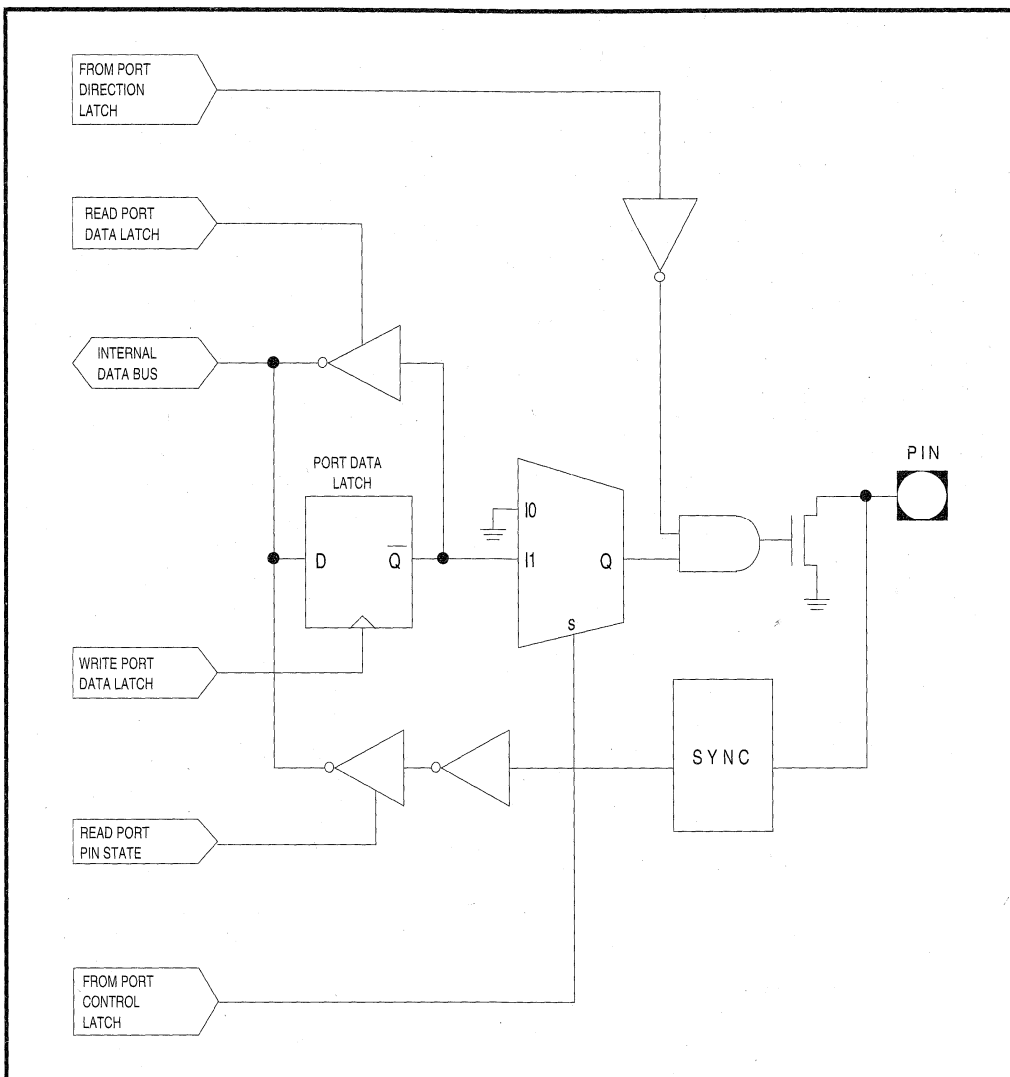 FROM PORT
DIRECTION
LATCH
READ PORT
DATA LATCH
INTERNAL
DATA BUS
PORT DATA
LATCH
D
Q
I0
I1
Q
S
PIN
WRITE PORT
DATA LATCH
SYNC
READ PORT
PIN STATE
FROM PORT
CONTROL
LATCH